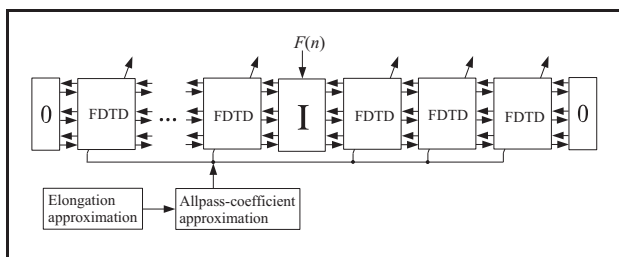 F(n)
0 FDTD ... FDTD I FDTD FDTD FDTD 0
Elongation
approximation
Allpass-coefficient
approximation